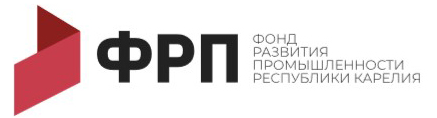 ФРП
ФОНД
РАЗВИТИЯ
ПРОМЫШЛЕННОСТИ
РЕСПУБЛИКИ КАРЕЛИЯ